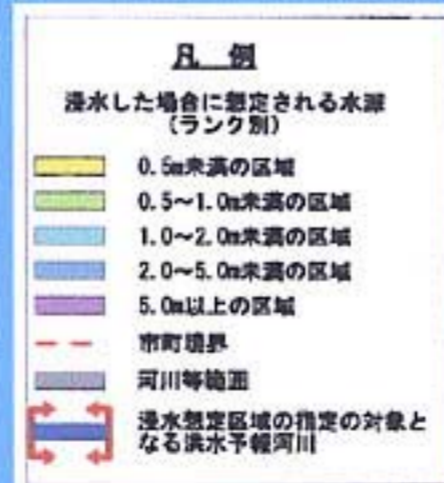 凡 例
浸水した場合に想定される水深
(ランク別)
0.5m未満の区域
0.5～1.0m未満の区域
1.0～2.0m未満の区域
2.0～5.0m未満の区域
5.0m以上の区域
市町境界
河川等範囲
浸水想定区域の指定の対象と
なる洪水予報河川